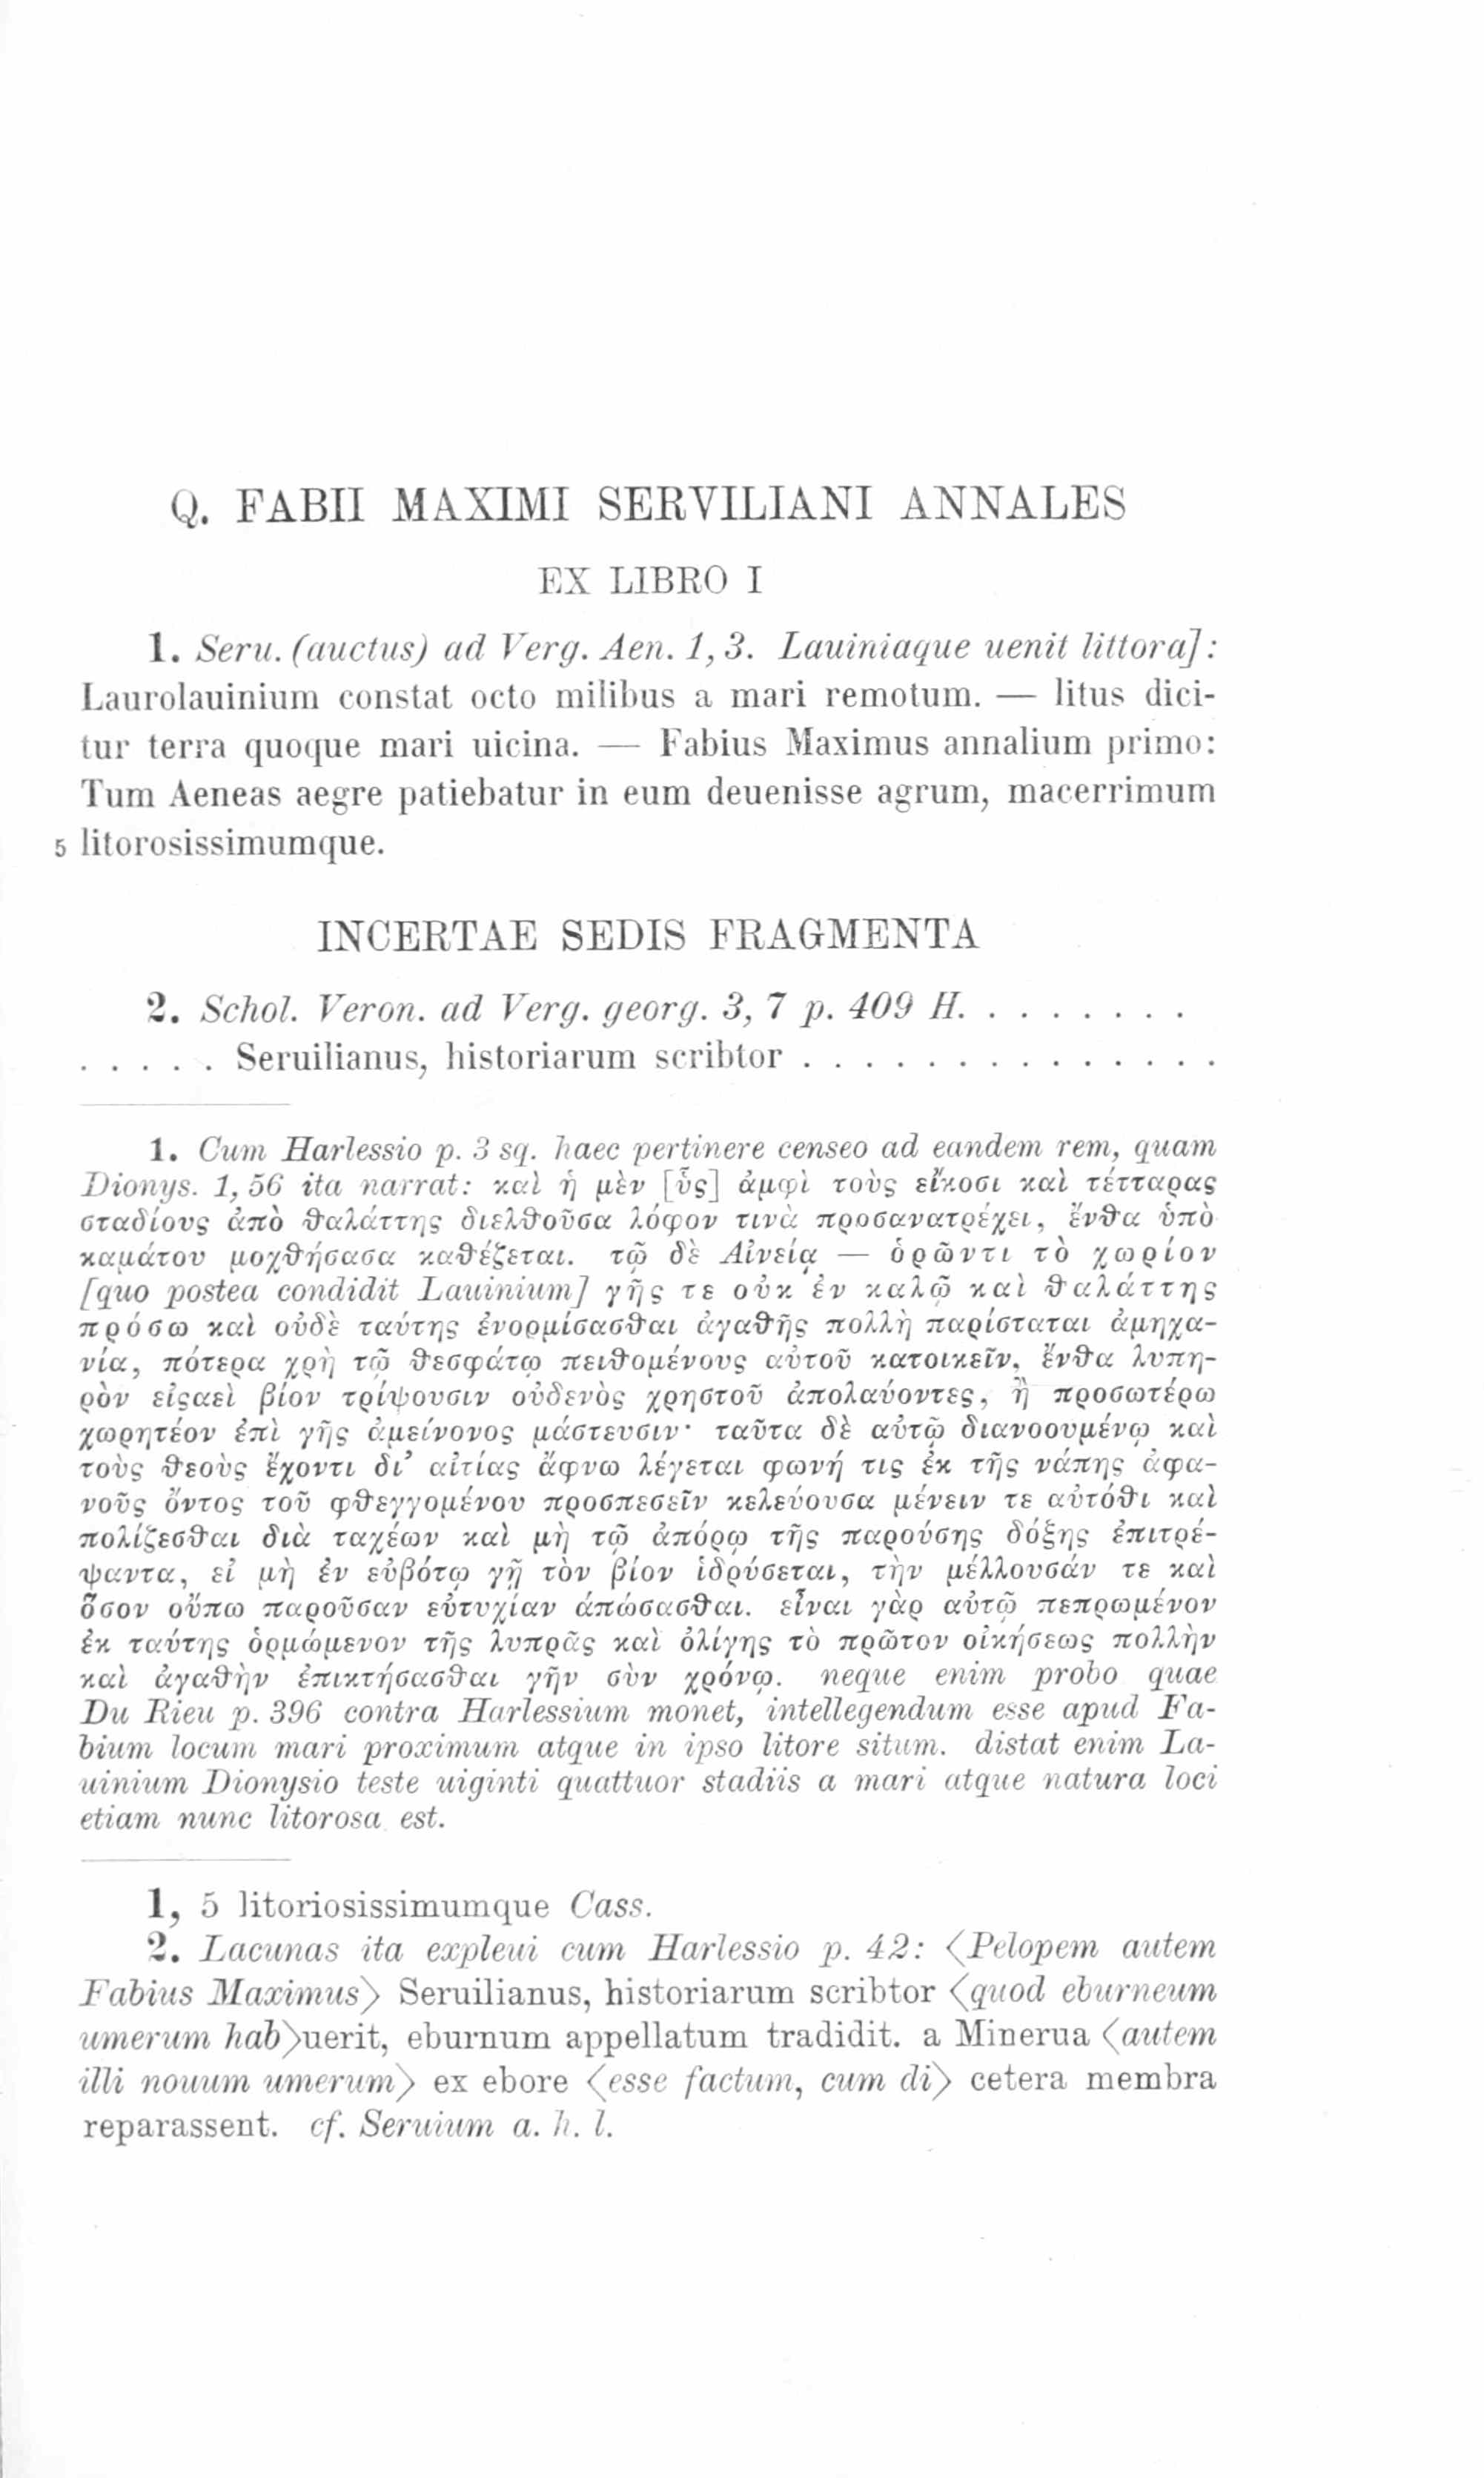 Q. FABII MAXIMI SERVILIANI ANNALES
EX LIBRO I
1. Seru. (auctus) ad Verg. Aen. 1, 3. Lauiniaque uenit littora]:
Laurolauinium constat octo milibus a mari remotum. — litus dici-
tur terra quoque mari uicina. — Fabius Maximus annalium primo:
Tum Aeneas aegre patiebatur in eum deuenisse agrum, macerrimum
5 litorosissimumque.
INCERTAE SEDIS FRAGMENTA
2. Schol. Veron. ad Verg. georg. 3, 7 p. 409 H. . . . . . . . .
. . . . . Seruilianus, historiarum scribtor . . . . . . . . . . . . . .
1. Cum Harlessio p. 3 sq. haec pertinere censeo ad eandem rem, quam
Dionys. 1, 56 ita narrat: καὶ ἡ μὲν [ὗς] ἀμφὶ τοὺς εἴκοσι καὶ τέτταρας
σταδίους ἀπὸ ϑαλάττης διελϑοῦσα λόφον τινὰ προσανατρέχει, ἔνϑα ὑπὸ
καμάτου μοχϑήσασα καϑέζεται. τῷ δὲ Αἰνείᾳ — ὁρῶντι τὸ χωρίον
[quo postea condidit Lauinium] γῆς τε οὐκ ἐν καλῷ καὶ ϑαλάττης
πρόσω καὶ οὐδὲ ταύτης ἐνορμίσασϑαι ἀγαϑῆς πολλὴ παρίσταται ἀμηχα-
νία, πότερα χρὴ τῷ ϑεσφάτῳ πειϑομένους αὐτοῦ κατοικεῖν, ἔνϑα λυπη-
ρὸν εἰςαεὶ βίον τρίψουσιν οὐδενὸς χρηστοῦ ἀπολαύοντες, ἢ προσωτέρω
χωρητέον ἐπὶ γῆς ἀμείνονος μάστευσιν· ταῦτα δὲ αὐτῷ διανοουμένῳ καὶ
τοὺς ϑεοὺς ἔχοντι δι’ αἰτίας ἄφνω λέγεται φωνή τις ἐκ τῆς νάπης ἀφα-
νοῦς ὄντος τοῦ φϑεγγομένου προσπεσεῖν κελεύουσα μένειν τε αὐτόϑι καὶ
πολίζεσϑαι διὰ ταχέων καὶ μὴ τῷ ἀπόρῳ τῆς παρούσης δόξης ἐπιτρέ-
ψαντα, εἰ μὴ ἐν εὐβότῳ γῇ τὸν βίον ἱδρύσεται, τὴν μέλλουσάν τε καὶ
ὅσον οὔπω παροῦσαν εὐτυχίαν ἀπώσασϑαι. εἶναι γὰρ αὐτῷ πεπρωμένον
ἐκ ταύτης ὁρμώμενον τῆς λυπρᾶς καὶ ὀλίγης τὸ πρῶτον οἰκήσεως πολλὴν
καὶ ἀγαϑὴν ἐπικτήσασϑαι γῆν σὺν χρόνῳ. neque enim probo quae
Du Rieu p. 396 contra Harlessium monet, intellegendum esse apud Fa-
bium locum mari proximum atque in ipso litore situm. distat enim La-
uinium Dionysio teste uiginti quattuor stadiis a mari atque natura loci
etiam nunc litorosa est.
1, 5 litoriosissimumque Cass.
2. Lacunas ita expleui cum Harlessio p. 42: ⟨Pelopem autem
Fabius Maximus⟩ Seruilianus, historiarum scribtor ⟨quod eburneum
umerum hab⟩uerit, eburnum appellatum tradidit. a Minerua ⟨autem
illi nouum umerum⟩ ex ebore ⟨esse factum, cum di⟩ cetera membra
reparassent. cf. Seruium a. h. l.